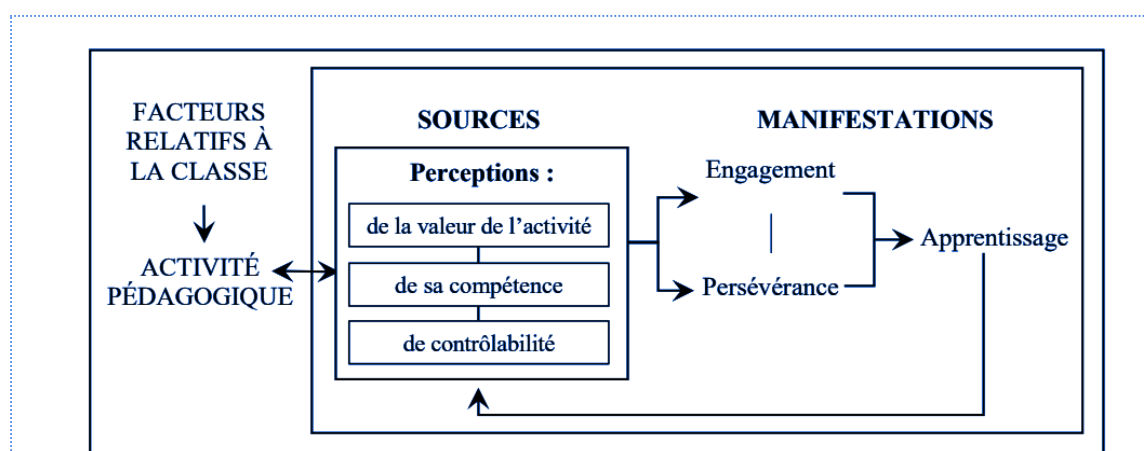 FACTEURS
RELATIFS À
LA CLASSE
ACTIVITÉ
PÉDAGOGIQUE
SOURCES
Perceptions :
de la valeur de l’activité
de sa compétence
de contrôlabilité
MANIFESTATIONS
Engagement
Persévérance
Apprentissage